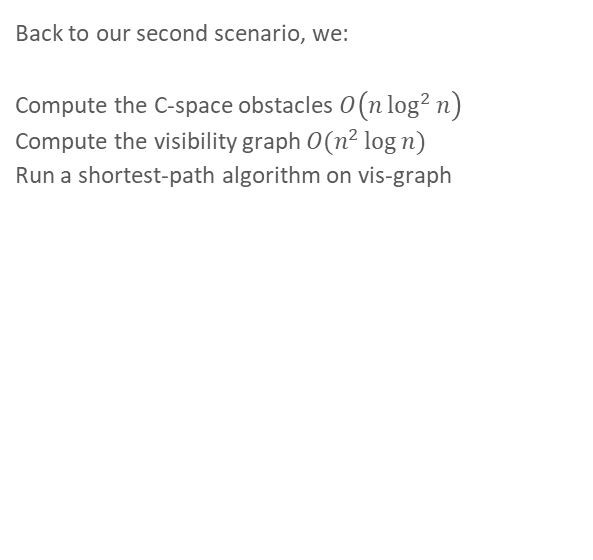 Back to our second scenario, we:
Compute the C-space obstacles O(n log² n)
Compute the visibility graph O(n² log n)
Run a shortest-path algorithm on vis-graph